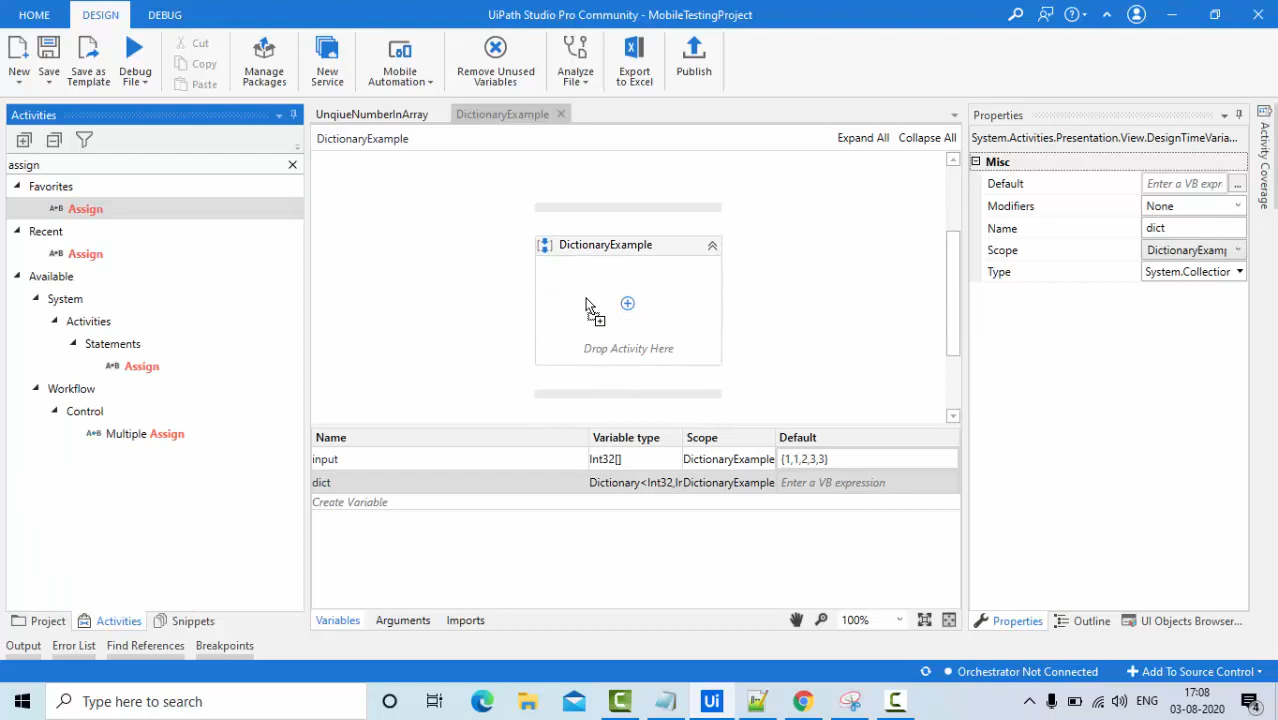 HOME DESIGN DEBUG
UiPath Studio Pro Community - MobileTestingProject
New Save Save as Template Debug File
Cut
Copy
Paste
Manage Packages
New Service
Mobile Automation
Remove Unused Variables
Analyze File
Export to Excel
Publish
Activities
assign
Favorites
Assign
Recent
Assign
Available
System
Activities
Statements
Assign
Workflow
Control
Multiple Assign
Project Activities Snippets
UnqiueNumberInArray DictionaryExample
DictionaryExample Expand All Collapse All
DictionaryExample
Drop Activity Here
Name Variable type Scope Default
input Int32[] DictionaryExample {1,1,2,3,3}
dict Dictionary<Int32,Ir DictionaryExample Enter a VB expression
Create Variable
Variables Arguments Imports 100%
Properties
System.Activities.Presentation.View.DesignTimeVaria...
Misc
Default Enter a VB expr ...
Modifiers None
Name dict
Scope DictionaryExamp
Type System.Collection
Properties Outline UI Objects Browser...
Activity Coverage
Output Error List Find References Breakpoints
Orchestrator Not Connected Add To Source Control
Type here to search
Ui
ENG
17:08
03-08-2020
4